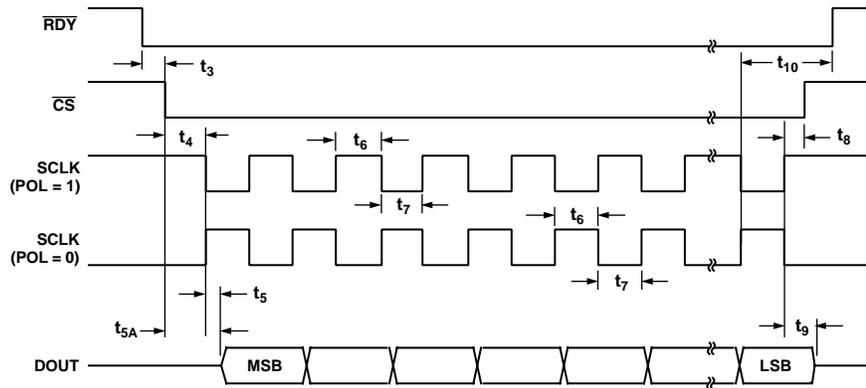 RDY
t3
t10
CS
t4
t6
t8
SCLK
(POL = 1)
t7
t6
SCLK
(POL = 0)
t7
t5
t5A
t9
DOUT
MSB
LSB